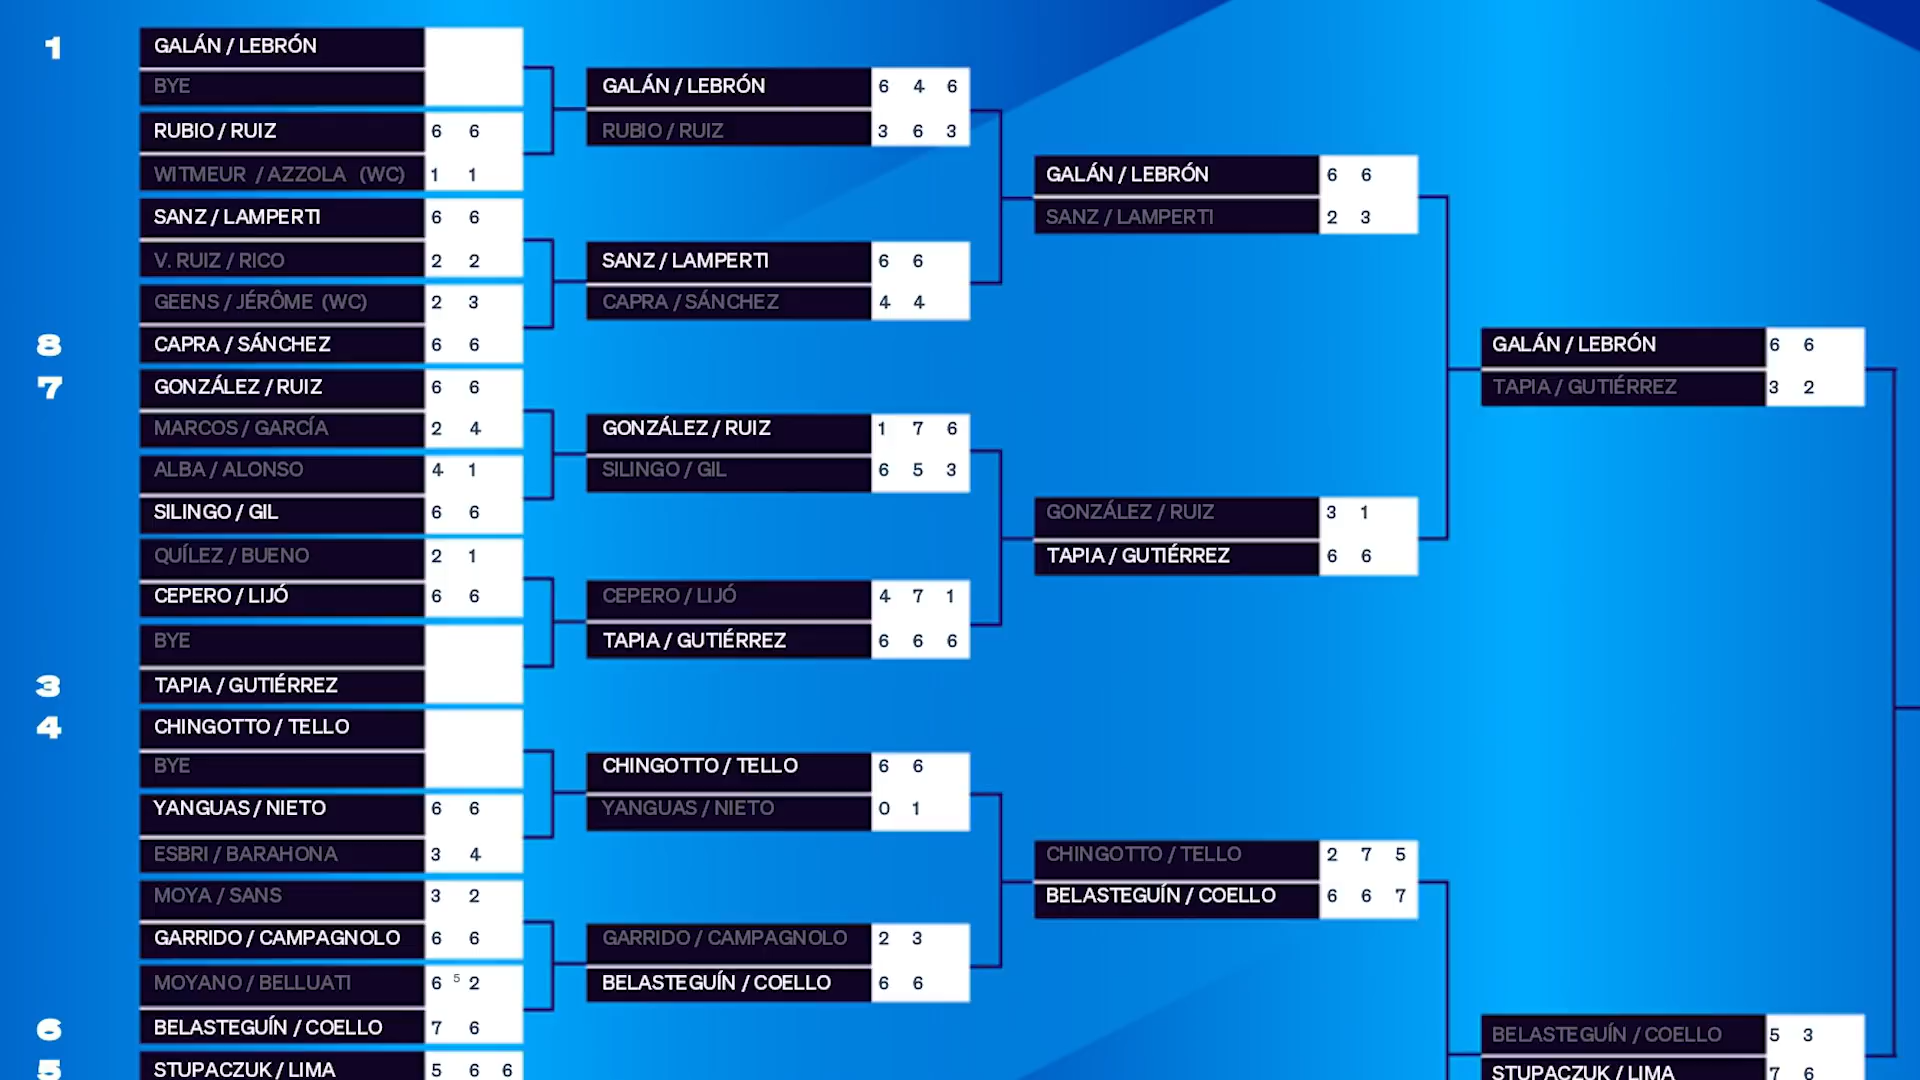 1
GALÁN / LEBRÓN
BYE
RUBIO / RUIZ 6 6
WITMEUR / AZZOLA (WC) 1 1
SANZ / LAMPERTI 6 6
V. RUIZ / RICO 2 2
GEENS / JÉRÔME (WC) 2 3
8 CAPRA / SÁNCHEZ 6 6
7 GONZÁLEZ / RUIZ 6 6
MARCOS / GARCÍA 2 4
ALBA / ALONSO 4 1
SILINGO / GIL 6 6
QUÍLEZ / BUENO 2 1
CEPERO / LIJÓ 6 6
BYE
3 TAPIA / GUTIÉRREZ
4 CHINGOTTO / TELLO
BYE
YANGUAS / NIETO 6 6
ESBRI / BARAHONA 3 4
MOYA / SANS 3 2
GARRIDO / CAMPAGNOLO 6 6
MOYANO / BELLUATI 6 5 2
6 BELASTEGUÍN / COELLO 7 6
5 STUPACZUK / LIMA 5 6 6
GALÁN / LEBRÓN 6 4 6
RUBIO / RUIZ 3 6 3
SANZ / LAMPERTI 6 6
CAPRA / SÁNCHEZ 4 4
GONZÁLEZ / RUIZ 1 7 6
SILINGO / GIL 6 5 3
CEPERO / LIJÓ 4 7 1
TAPIA / GUTIÉRREZ 6 6 6
CHINGOTTO / TELLO 6 6
YANGUAS / NIETO 0 1
GARRIDO / CAMPAGNOLO 2 3
BELASTEGUÍN / COELLO 6 6
GALÁN / LEBRÓN 6 6
SANZ / LAMPERTI 2 3
GONZÁLEZ / RUIZ 3 1
TAPIA / GUTIÉRREZ 6 6
CHINGOTTO / TELLO 2 7 5
BELASTEGUÍN / COELLO 6 6 7
GALÁN / LEBRÓN 6 6
TAPIA / GUTIÉRREZ 3 2
BELASTEGUÍN / COELLO 5 3
STUPACZUK / LIMA 7 6